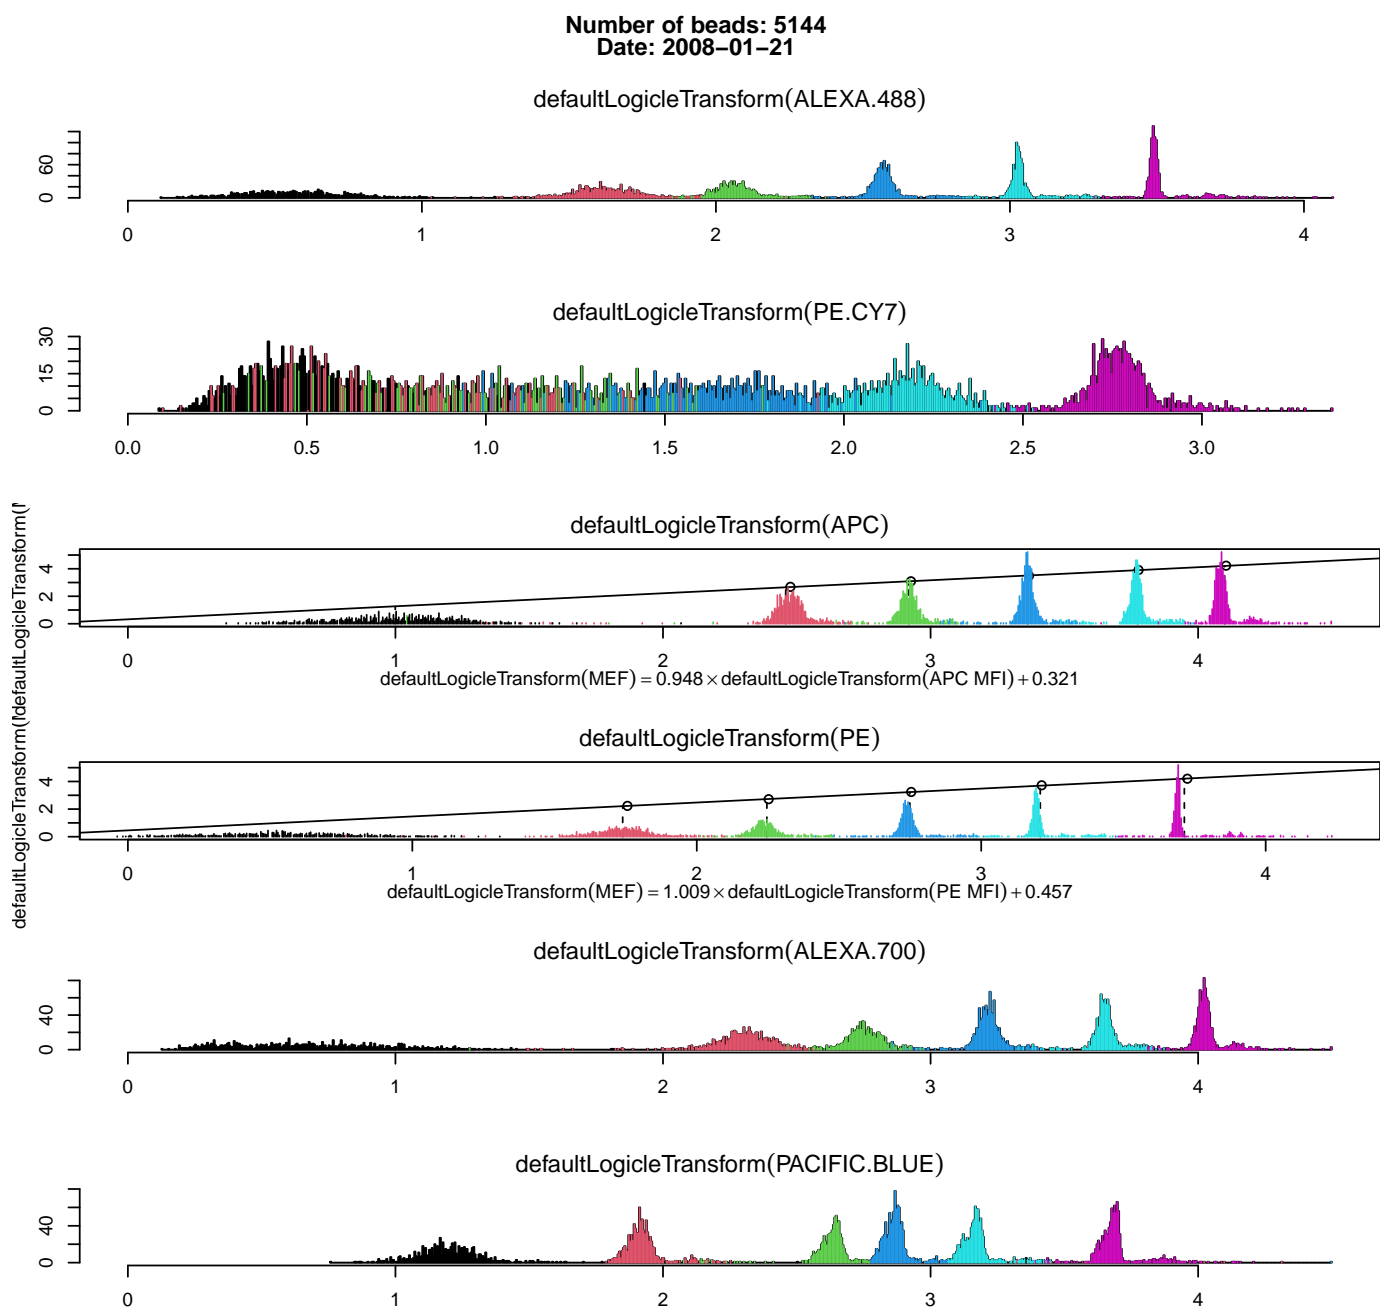 Number of beads: 5144
Date: 2008−01−21
defaultLogicleTransform(ALEXA.488)
0 60
0 1 2 3 4
defaultLogicleTransform(PE.CY7)
0 15 30
0.0 0.5 1.0 1.5 2.0 2.5 3.0
defaultLogicleTransform(APC)
0 2 4
0 1 2 3 4
defaultLogicleTransform(MEF) = 0.948 × defaultLogicleTransform(APC MFI) + 0.321
defaultLogicleTransform(
defaultLogicleTransform(PE)
0 2 4
0 1 2 3 4
defaultLogicleTransform(MEF) = 1.009 × defaultLogicleTransform(PE MFI) + 0.457
defaultLogicleTransform(
defaultLogicleTransform(ALEXA.700)
0 40
0 1 2 3 4
defaultLogicleTransform(PACIFIC.BLUE)
0 40
0 1 2 3 4